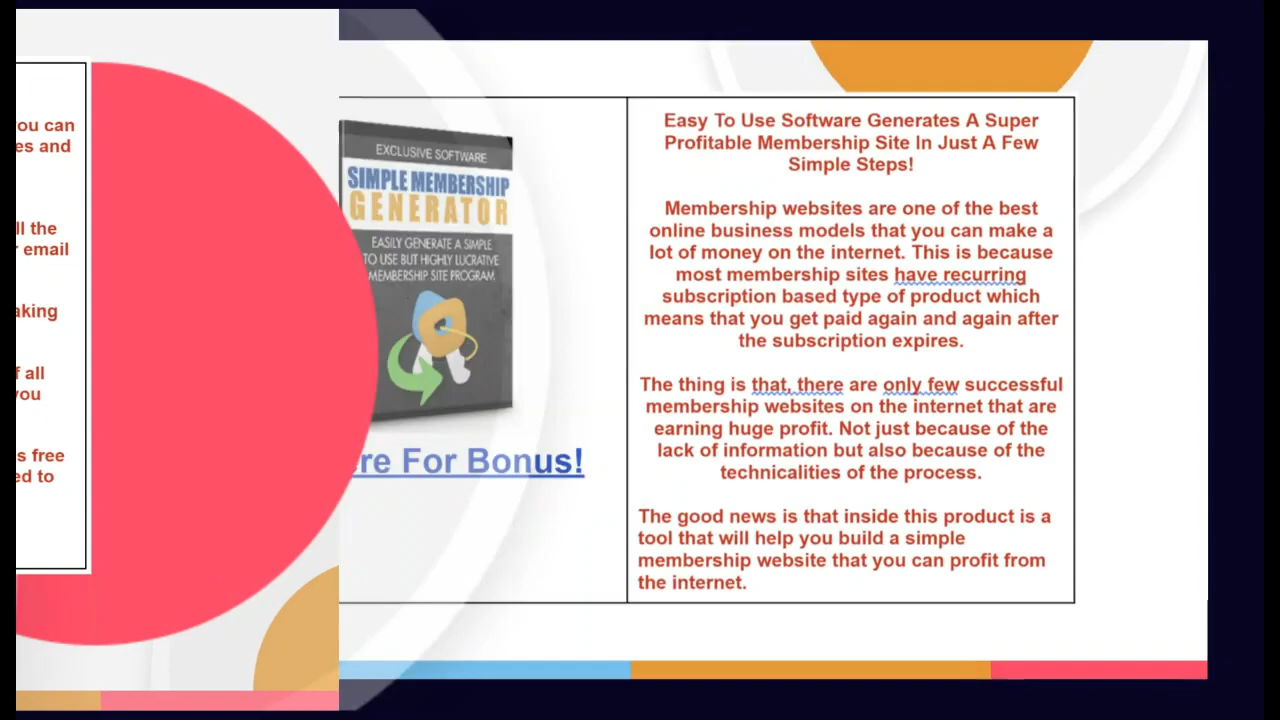 ou can
es and
ll the
email
aking
f all
you
s free
ed to
EXCLUSIVE SOFTWARE
SIMPLE MEMBERSHIP
GENERATOR
EASILY GENERATE A SIMPLE
TO USE BUT HIGHLY LUCRATIVE
MEMBERSHIP SITE PROGRAM
ere For Bonus!
Easy To Use Software Generates A Super
Profitable Membership Site In Just A Few
Simple Steps!
Membership websites are one of the best
online business models that you can make a
lot of money on the internet. This is because
most membership sites have recurring
subscription based type of product which
means that you get paid again and again after
the subscription expires.
The thing is that, there are only few successful
membership websites on the internet that are
earning huge profit. Not just because of the
lack of information but also because of the
technicalities of the process.
The good news is that inside this product is a
tool that will help you build a simple
membership website that you can profit from
the internet.